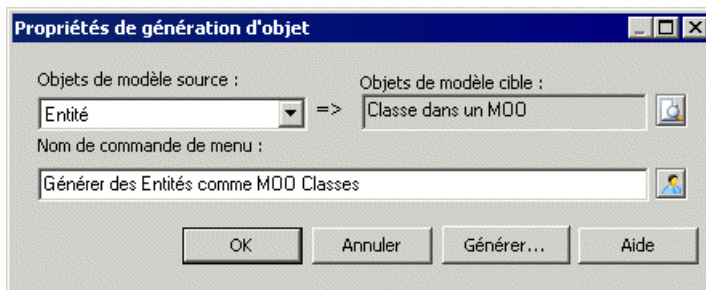 Propriétés de génération d'objet
Objets de modèle source :
Objets de modèle cible :
Entité
=>
Classe dans un MOO
Nom de commande de menu :
Générer des Entités comme MOO Classes
OK
Annuler
Générer...
Aide